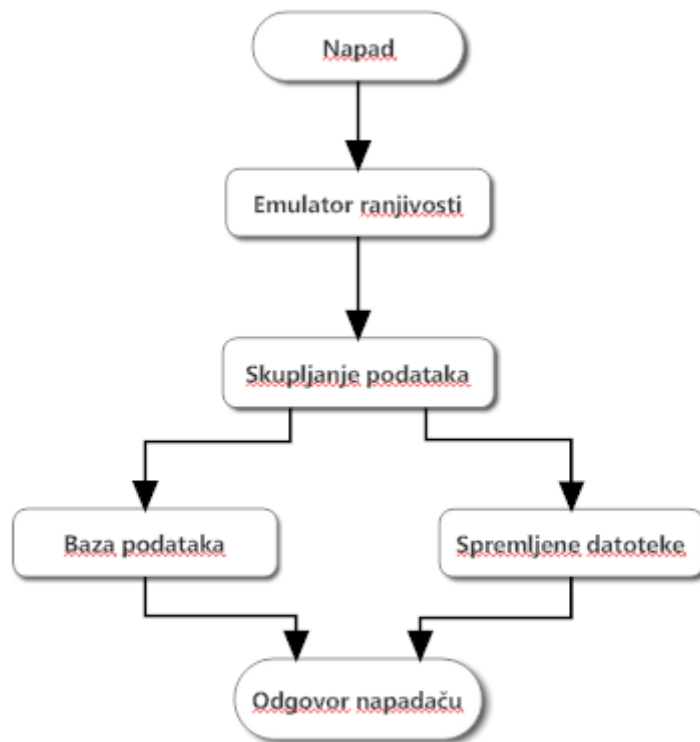 Napad
Emulator ranjivosti
Skupljanje podataka
Baza podataka
Spremljene datoteke
Odgovor napadaču